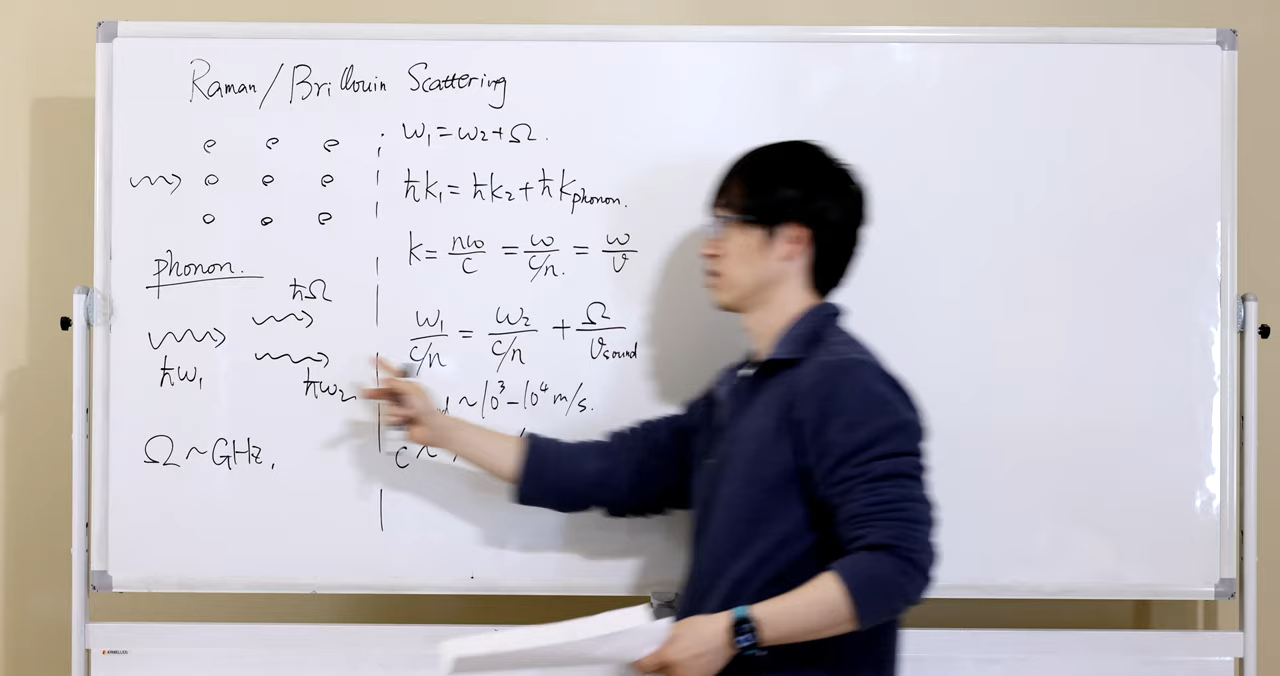 Raman/Brillouin Scattering
phonon.
ħΩ
ħω₁
ħω₂
Ω ~ GHz,
ω₁ = ω₂ + Ω.
ħk₁ = ħk₂ + ħk_phonon.
k = nω/c = ω/(c/n). = ω/v
ω₁/(c/n) = ω₂/(c/n) + Ω/v_sound
~ 10³ – 10⁴ m/s.
c ~